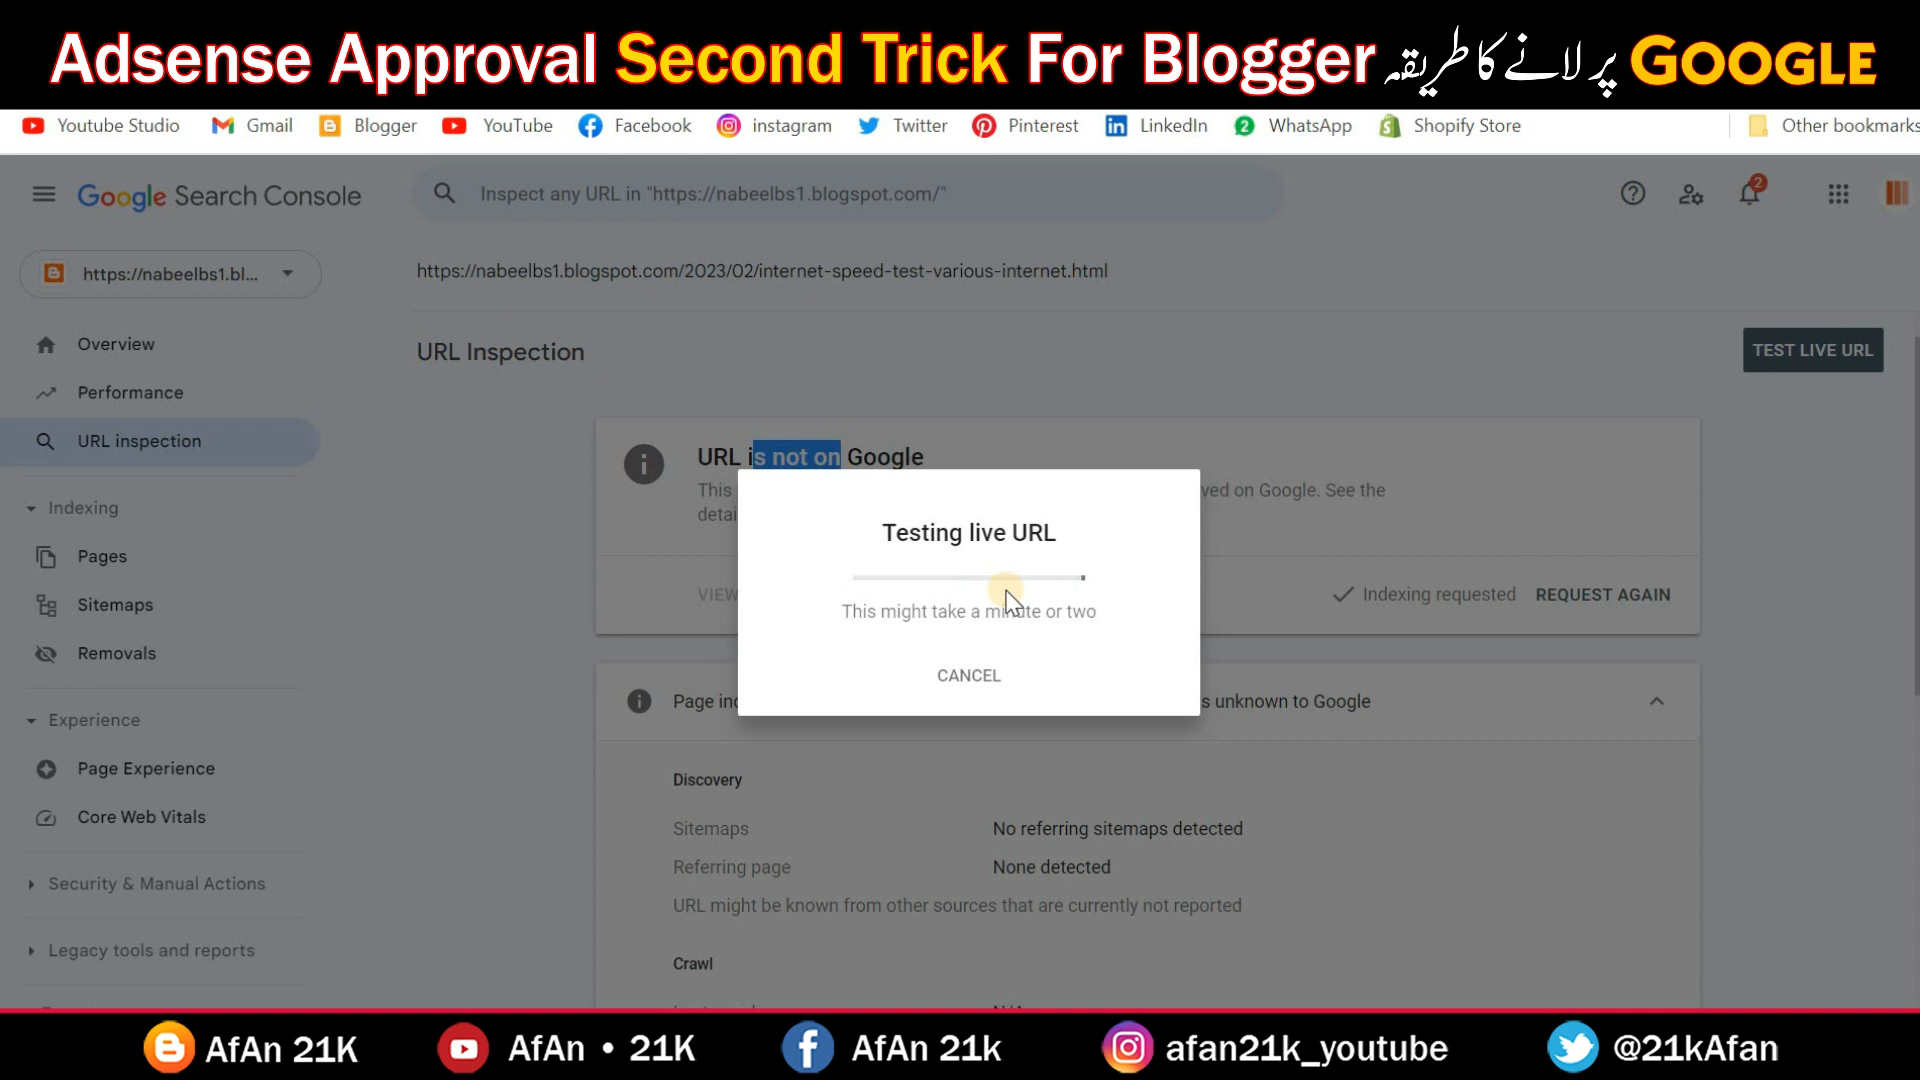 Adsense Approval Second Trick For Blogger پر لانے کا طریقہ GOOGLE
Youtube Studio Gmail Blogger YouTube Facebook instagram Twitter Pinterest LinkedIn 2 WhatsApp Shopify Store Other bookmarks
Google Search Console
Inspect any URL in "https://nabeelbs1.blogspot.com/"
2
https://nabeelbs1.bl...
https://nabeelbs1.blogspot.com/2023/02/internet-speed-test-various-internet.html
Overview
Performance
URL inspection
Indexing
Pages
Sitemaps
Removals
Experience
Page Experience
Core Web Vitals
Security & Manual Actions
Legacy tools and reports
URL Inspection
TEST LIVE URL
URL is not on Google
This ved on Google. See the
detai
VIEW
Indexing requested REQUEST AGAIN
Testing live URL
This might take a minute or two
CANCEL
Page ind s unknown to Google
Discovery
Sitemaps No referring sitemaps detected
Referring page None detected
URL might be known from other sources that are currently not reported
Crawl
AfAn 21K AfAn • 21K AfAn 21k afan21k_youtube @21kAfan